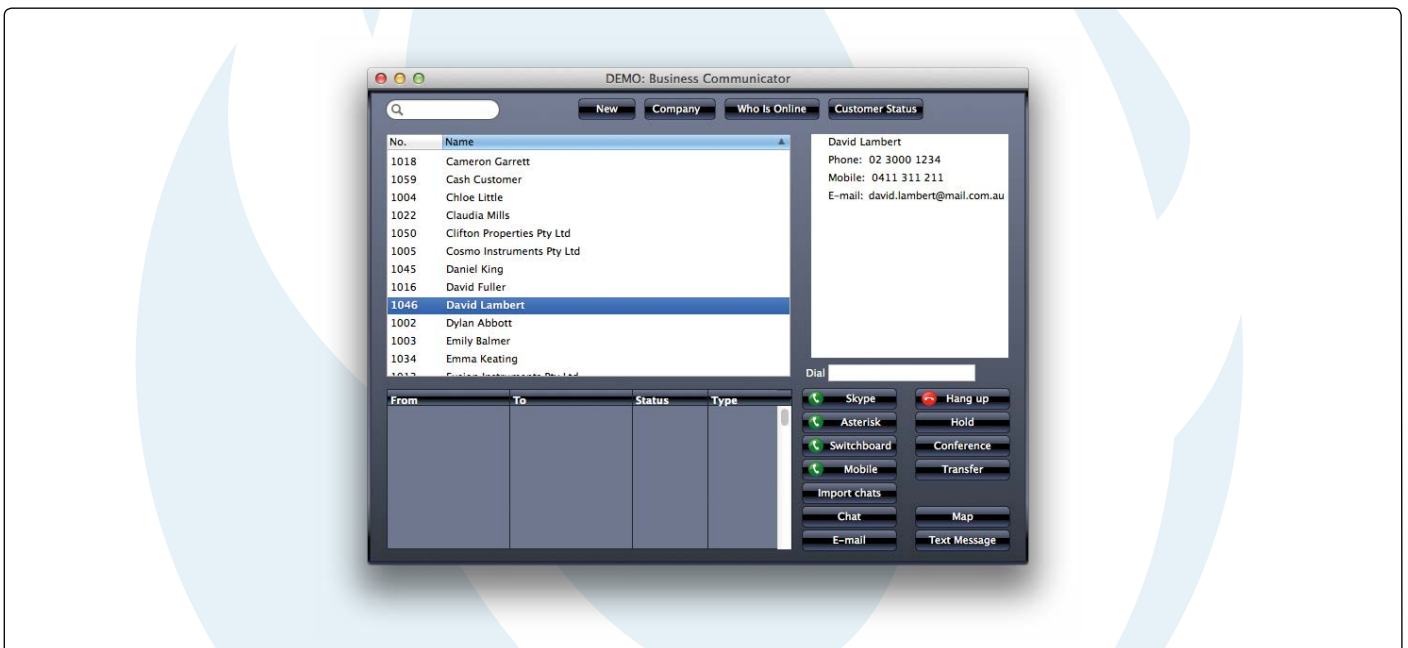 DEMO: Business Communicator
New Company Who Is Online Customer Status
No. Name
1018 Cameron Garrett
1059 Cash Customer
1004 Chloe Little
1022 Claudia Mills
1050 Clifton Properties Pty Ltd
1005 Cosmo Instruments Pty Ltd
1045 Daniel King
1016 David Fuller
1046 David Lambert
1002 Dylan Abbott
1003 Emily Balmer
1034 Emma Keating
David Lambert
Phone: 02 3000 1234
Mobile: 0411 311 211
E-mail: david.lambert@mail.com.au
Dial
From To Status Type
Skype Hang up
Asterisk Hold
Switchboard Conference
Mobile Transfer
Import chats
Chat Map
E-mail Text Message